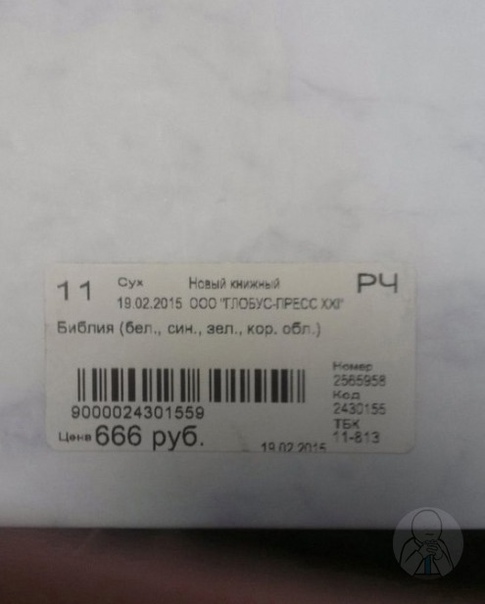 11 Сух Новый книжный РЧ
19.02.2015 ООО "ГЛОБУС-ПРЕСС XXI"
Библия (бел., син., зел., кор. обл.)
9000024301559
Цена 666 руб.
19.02.2015
Номер
2565958
Код
2430155
ТБК
11-813